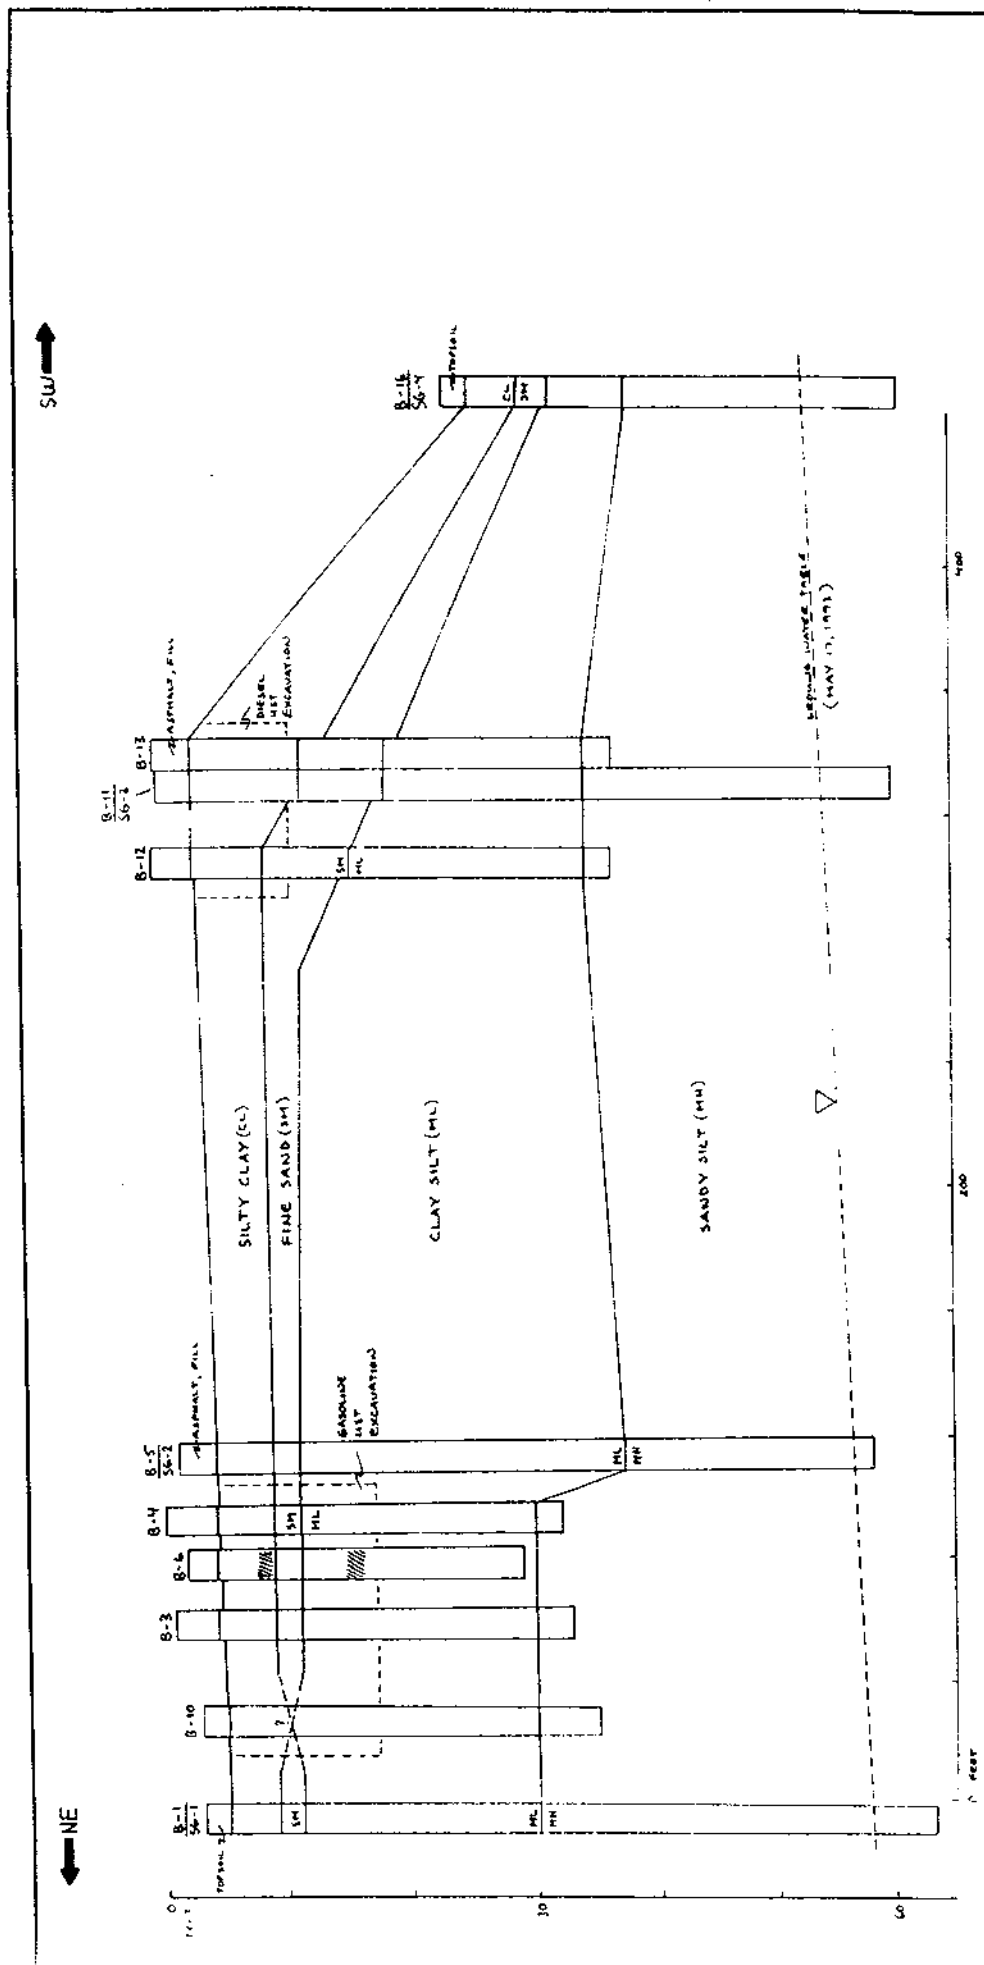 NE
SW
B-1
SG-1
B-10
B-3
B-6
B-4
B-5
SG-2
B-12
B-11
B-13
B-16
SG-4
TOPSOIL
ASPHALT, FILL
ASPHALT, FILL
TOPSOIL
DIESEL
UST
EXCAVATION
GASOLINE
UST
EXCAVATION
SILTY CLAY (CL)
FINE SAND (SM)
CLAY SILT (ML)
SANDY SILT (MH)
SM
?
SM
ML
SM
ML
CL
SM
ML
MH
ML
MH
GROUND WATER TABLE
(MAY 17, 1993)
0
30
60
FEET
200
400